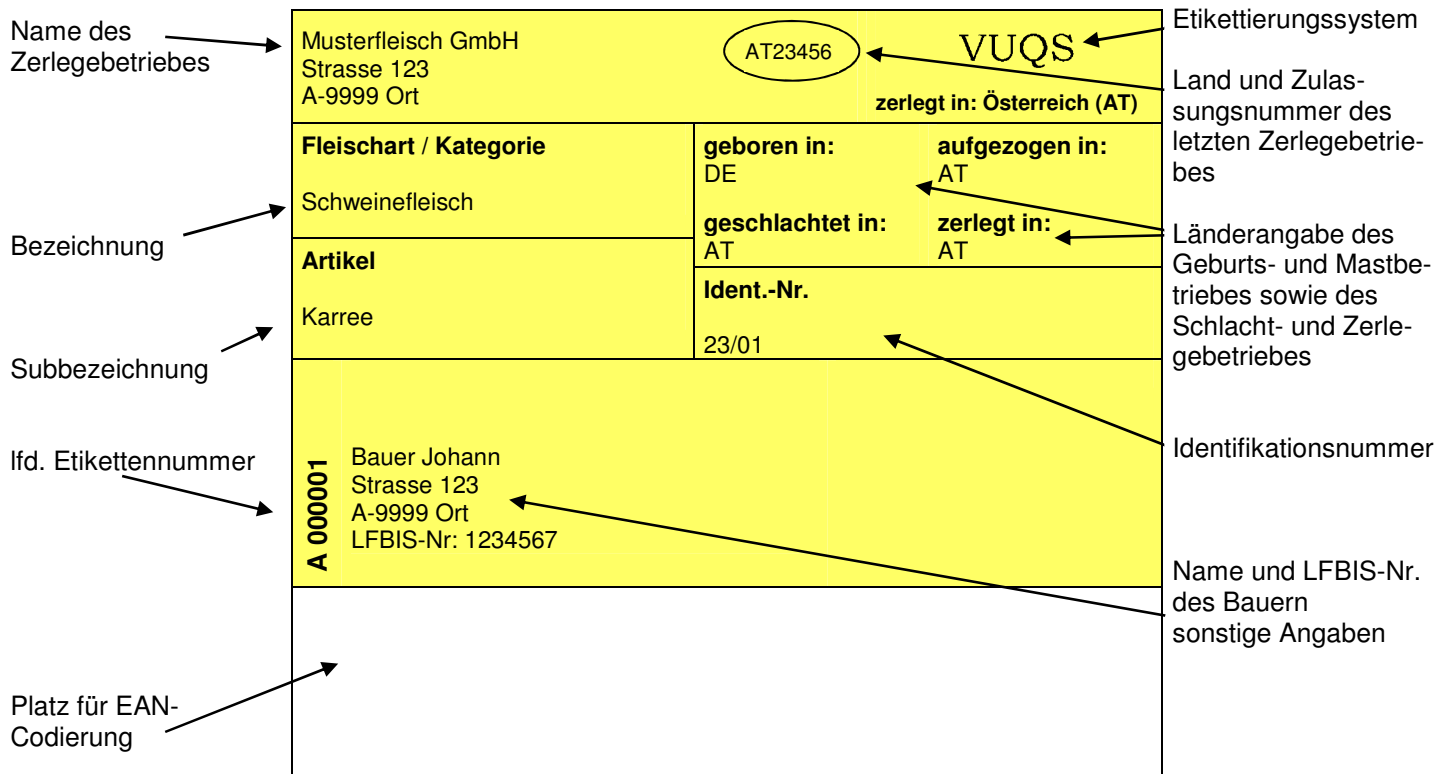 Name des
Zerlegebetriebes
Bezeichnung
Subbezeichnung
lfd. Etikettennummer
Platz für EAN-
Codierung
Musterfleisch GmbH
Strasse 123
A-9999 Ort
AT23456
VUQS
zerlegt in: Österreich (AT)
Fleischart / Kategorie
Schweinefleisch
geboren in:
DE
aufgezogen in:
AT
geschlachtet in:
AT
zerlegt in:
AT
Artikel
Karree
Ident.-Nr.
23/01
A 000001
Bauer Johann
Strasse 123
A-9999 Ort
LFBIS-Nr: 1234567
Etikettierungssystem
Land und Zulas-
sungsnummer des
letzten Zerlegebetrie-
bes
Länderangabe des
Geburts- und Mastbe-
triebes sowie des
Schlacht- und Zerle-
gebetriebes
Identifikationsnummer
Name und LFBIS-Nr.
des Bauern
sonstige Angaben